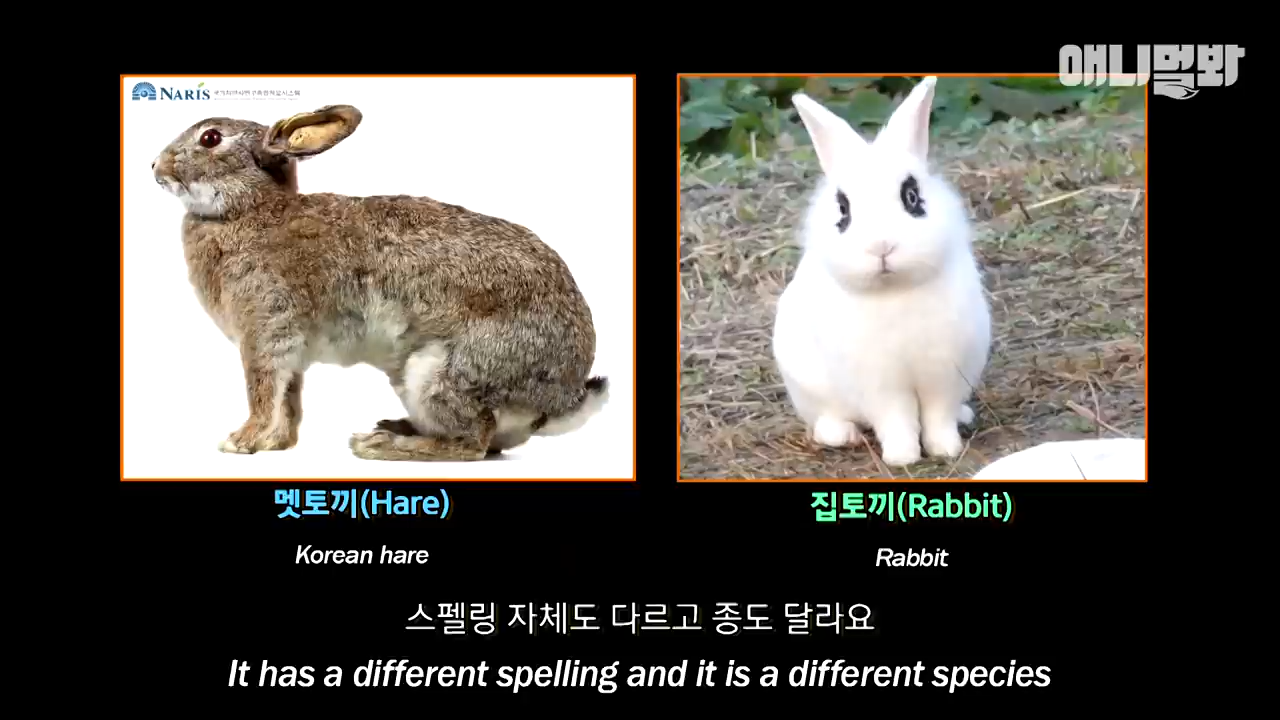 애니멀봐
NARIS
멧토끼(Hare)
집토끼(Rabbit)
Korean hare
Rabbit
스펠링 자체도 다르고 종도 달라요
It has a different spelling and it is a different species